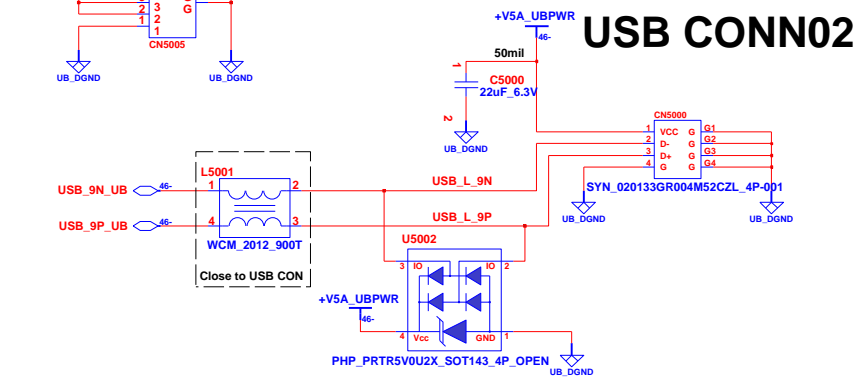 3
2
2
1
1
G
CN5005
UB_DGND
UB_DGND
+V5A_UBPWR
46-
USB CONN02
50mil
1
C5000
22uF_6.3V
2
UB_DGND
CN5000
1 VCC G G1
2 D- G G2
3 D+ G G3
4 G G G4
SYN_020133GR004M52CZL_4P-001
UB_DGND
UB_DGND
L5001
USB_9N_UB 46- 1 2 USB_L_9N
USB_9P_UB 46- 4 3 USB_L_9P
WCM_2012_900T
Close to USB CON
U5002
3 IO IO 2
+V5A_UBPWR
46-
4 Vcc GND 1
PHP_PRTR5V0U2X_SOT143_4P_OPEN
UB_DGND